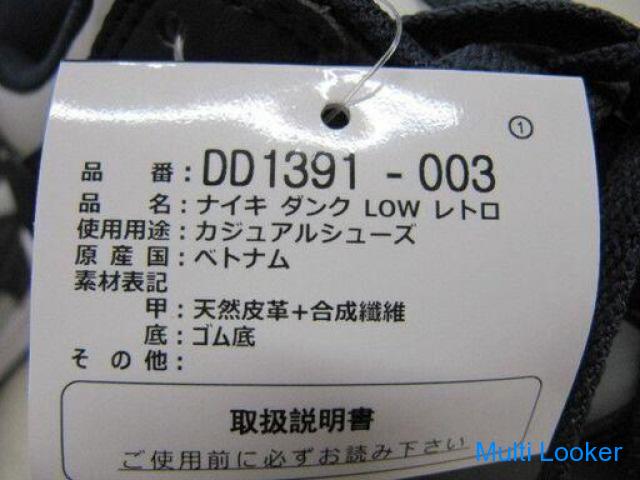 ①
品 番:DD1391-003
品 名:ナイキ ダンク LOW レトロ
使用用途:カジュアルシューズ
原産国:ベトナム
素材表記
甲:天然皮革+合成繊維
底:ゴム底
その他:
取扱説明書
ご使用前に必ずお読み下さい
Multi Looker